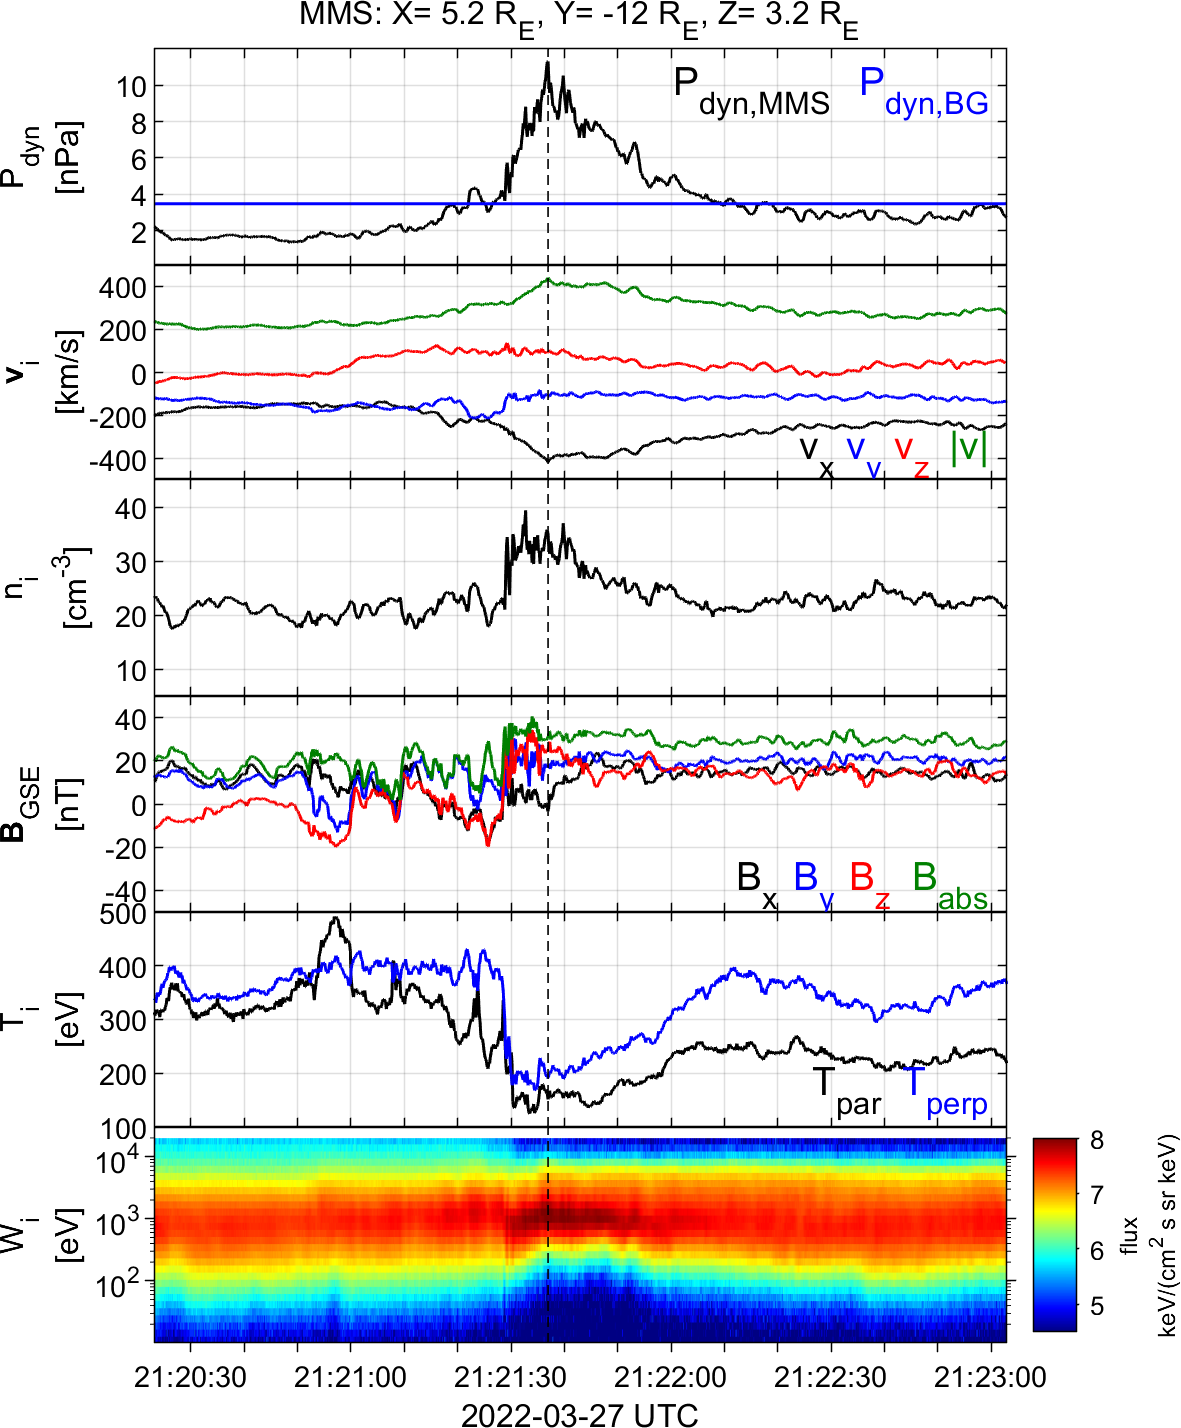 MMS: X= 5.2 R_E, Y= -12 R_E, Z= 3.2 R_E
P_dyn [nPa]
10
8
6
4
2
P_dyn,MMS P_dyn,BG
v_i [km/s]
400
200
0
-200
-400
v_x v_y v_z |v|
n_i [cm^-3]
40
30
20
10
B_GSE [nT]
40
20
0
-20
-40
B_x B_y B_z B_abs
T_i [eV]
500
400
300
200
100
T_par T_perp
W_i [eV]
10^4
10^3
10^2
8
7
6
5
flux
keV/(cm^2 s sr keV)
21:20:30 21:21:00 21:21:30 21:22:00 21:22:30 21:23:00
2022-03-27 UTC